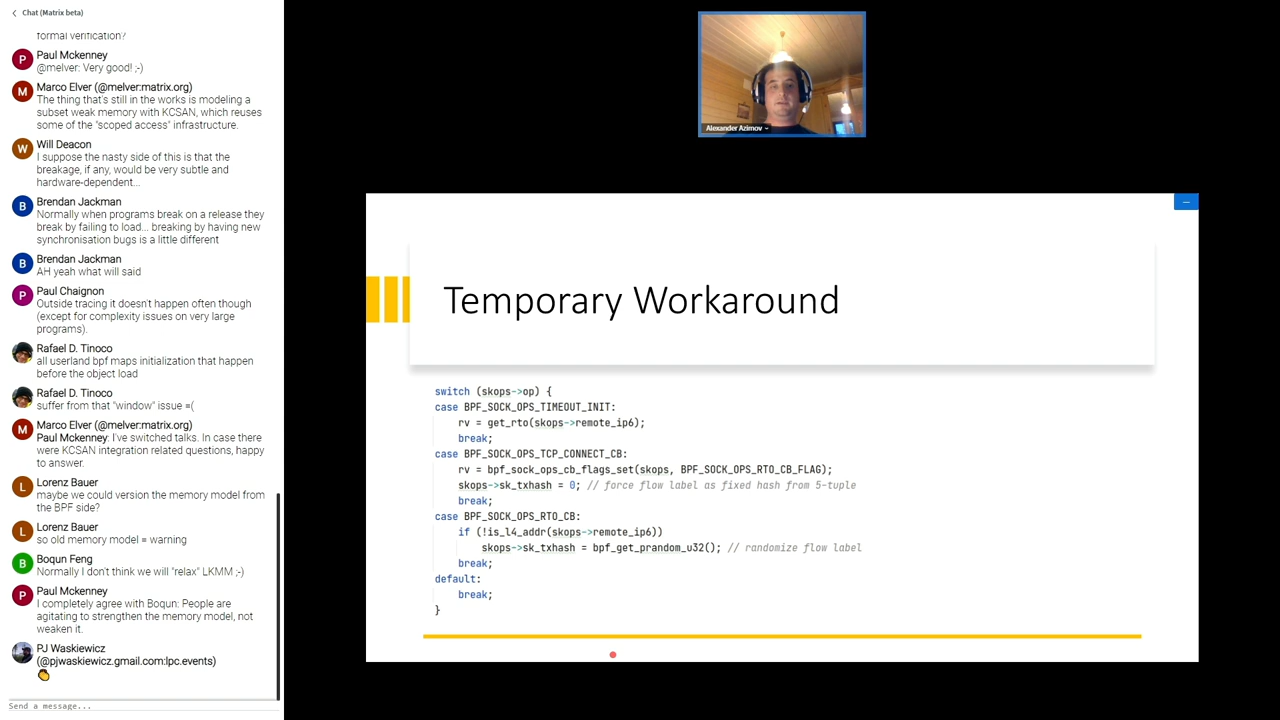 Chat (Matrix beta)
formal verification?
Paul Mckenney
@melver: Very good! ;-)
Marco Elver (@melver:matrix.org)
The thing that's still in the works is modeling a
subset weak memory with KCSAN, which reuses
some of the "scoped access" infrastructure.
Will Deacon
I suppose the nasty side of this is that the
breakage, if any, would be very subtle and
hardware-dependent...
Brendan Jackman
Normally when programs break on a release they
break by failing to load... breaking by having new
synchronisation bugs is a little different
Brendan Jackman
AH yeah what will said
Paul Chaignon
Outside tracing it doesn't happen often though
(except for complexity issues on very large
programs).
Rafael D. Tinoco
all userland bpf maps initialization that happen
before the object load
Rafael D. Tinoco
suffer from that "window" issue =(
Marco Elver (@melver:matrix.org)
Paul Mckenney: I've switched talks. In case there
were KCSAN integration related questions, happy
to answer.
Lorenz Bauer
maybe we could version the memory model from
the BPF side?
Lorenz Bauer
so old memory model = warning
Boqun Feng
Normally I don't think we will "relax" LKMM ;-)
Paul Mckenney
I completely agree with Boqun: People are
agitating to strengthen the memory model, not
weaken it.
PJ Waskiewicz
(@pjwaskiewicz.gmail.com:lpc.events)
Send a message...
P
M
W
B
B
P
M
L
L
B
P
Alexander Azimov
Temporary Workaround
switch (skops->op) {
case BPF_SOCK_OPS_TIMEOUT_INIT:
rv = get_rto(skops->remote_ip6);
break;
case BPF_SOCK_OPS_TCP_CONNECT_CB:
rv = bpf_sock_ops_cb_flags_set(skops, BPF_SOCK_OPS_RTO_CB_FLAG);
skops->sk_txhash = 0; // force flow label as fixed hash from 5-tuple
break;
case BPF_SOCK_OPS_RTO_CB:
if (!is_l4_addr(skops->remote_ip6))
skops->sk_txhash = bpf_get_prandom_u32(); // randomize flow label
break;
default:
break;
}